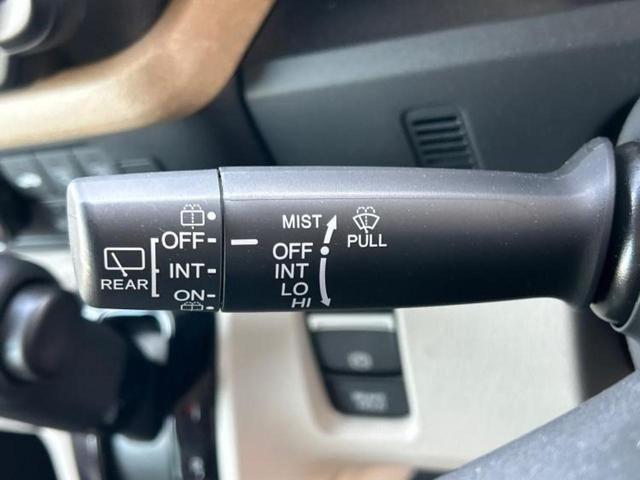 REAR
OFF
INT
ON
MIST
OFF
INT
LO
HI
PULL